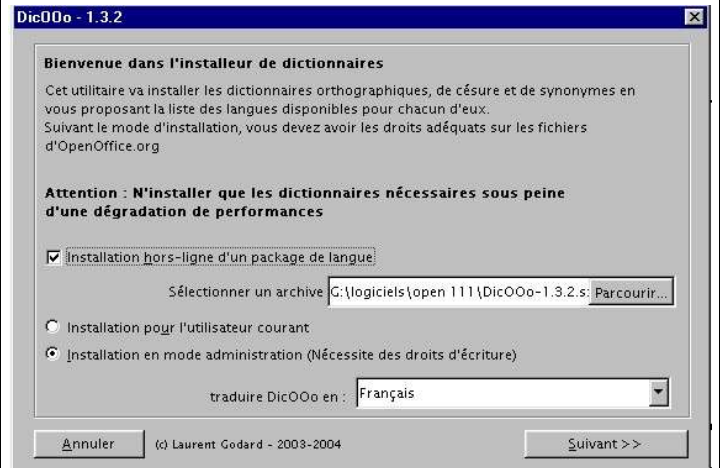 DicOOo - 1.3.2
Bienvenue dans l'installeur de dictionnaires
Cet utilitaire va installer les dictionnaires orthographiques, de césure et de synonymes en
vous proposant la liste des langues disponibles pour chacun d'eux.
Suivant le mode d'installation, vous devez avoir les droits adéquats sur les fichiers
d'OpenOffice.org
Attention : N'installer que les dictionnaires nécessaires sous peine
d'une dégradation de performances
Installation hors-ligne d'un package de langue
Sélectionner un archive G:\logiciels\open 111\DicOOo-1.3.2.s: Parcourir...
Installation pour l'utilisateur courant
Installation en mode administration (Nécessite des droits d'écriture)
traduire DicOOo en : Français
Annuler (c) Laurent Godard - 2003-2004 Suivant >>